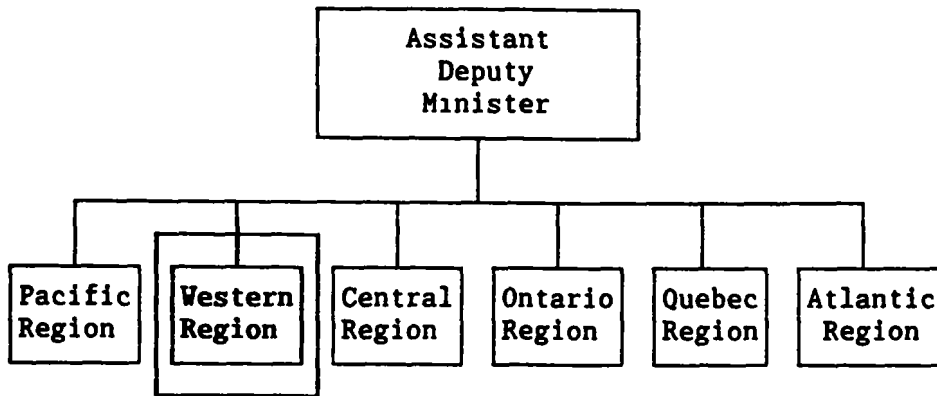 Assistant
Deputy
Minister
Pacific Region
Western Region
Central Region
Ontario Region
Quebec Region
Atlantic Region